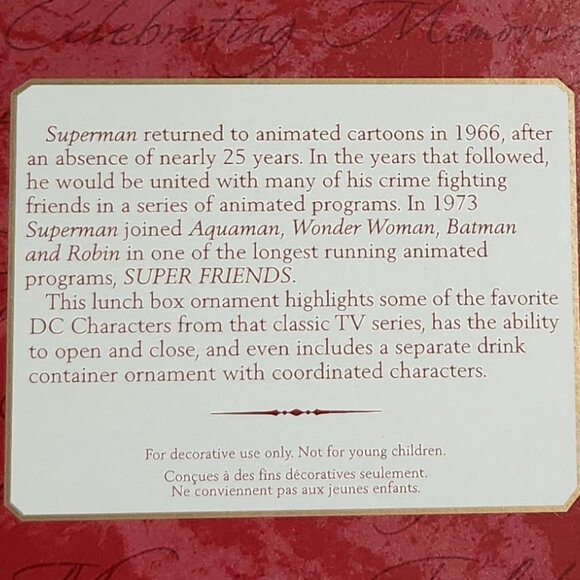 Celebrating Memories
Superman returned to animated cartoons in 1966, after
an absence of nearly 25 years. In the years that followed,
he would be united with many of his crime fighting
friends in a series of animated programs. In 1973
Superman joined Aquaman, Wonder Woman, Batman
and Robin in one of the longest running animated
programs, SUPER FRIENDS.
This lunch box ornament highlights some of the favorite
DC Characters from that classic TV series, has the ability
to open and close, and even includes a separate drink
container ornament with coordinated characters.
For decorative use only. Not for young children.
Conçues à des fins décoratives seulement.
Ne conviennent pas aux jeunes enfants.